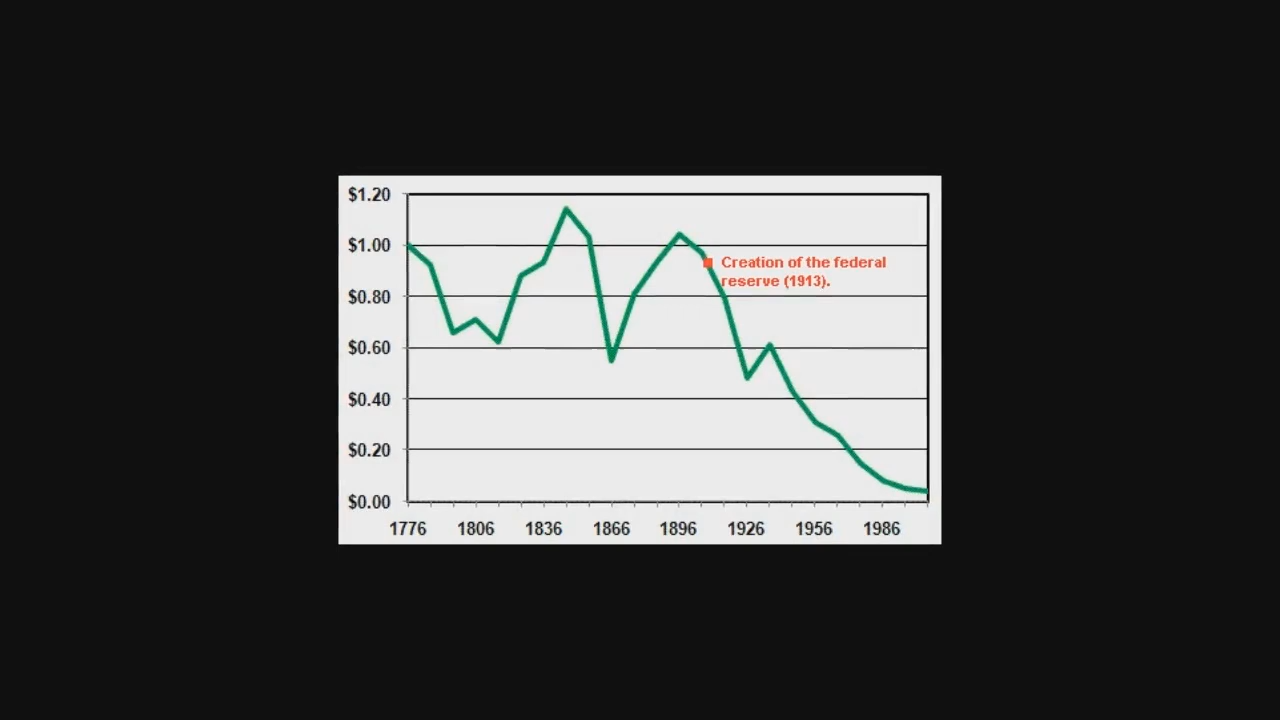 $1.20
$1.00
Creation of the federal
reserve (1913).
$0.80
$0.60
$0.40
$0.20
$0.00
1776 1806 1836 1866 1896 1926 1956 1986